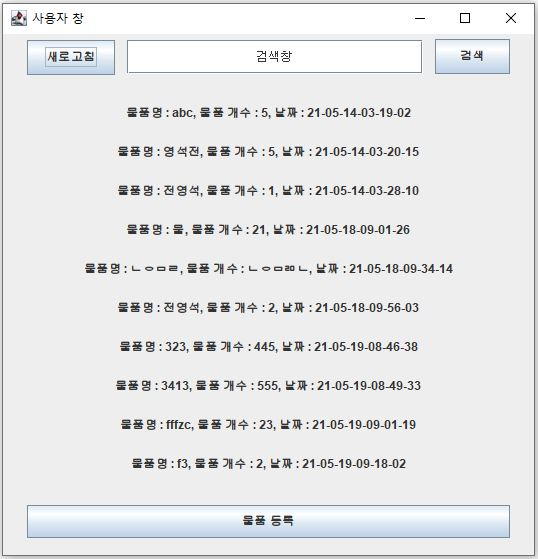 사용자 창
새로고침 검색창 검색
물품명 : abc, 물품 개수 : 5, 날짜 : 21-05-14-03-19-02
물품명 : 영석전, 물품 개수 : 5, 날짜 : 21-05-14-03-20-15
물품명 : 전영석, 물품 개수 : 1, 날짜 : 21-05-14-03-28-10
물품명 : 물, 물품 개수 : 21, 날짜 : 21-05-18-09-01-26
물품명 : ㄴㅇㅁㄹ, 물품 개수 : ㄴㅇㅁㄻㄴ, 날짜 : 21-05-18-09-34-14
물품명 : 전영석, 물품 개수 : 2, 날짜 : 21-05-18-09-56-03
물품명 : 323, 물품 개수 : 445, 날짜 : 21-05-19-08-46-38
물품명 : 3413, 물품 개수 : 555, 날짜 : 21-05-19-08-49-33
물품명 : fffzc, 물품 개수 : 23, 날짜 : 21-05-19-09-01-19
물품명 : f3, 물품 개수 : 2, 날짜 : 21-05-19-09-18-02
물품 등록